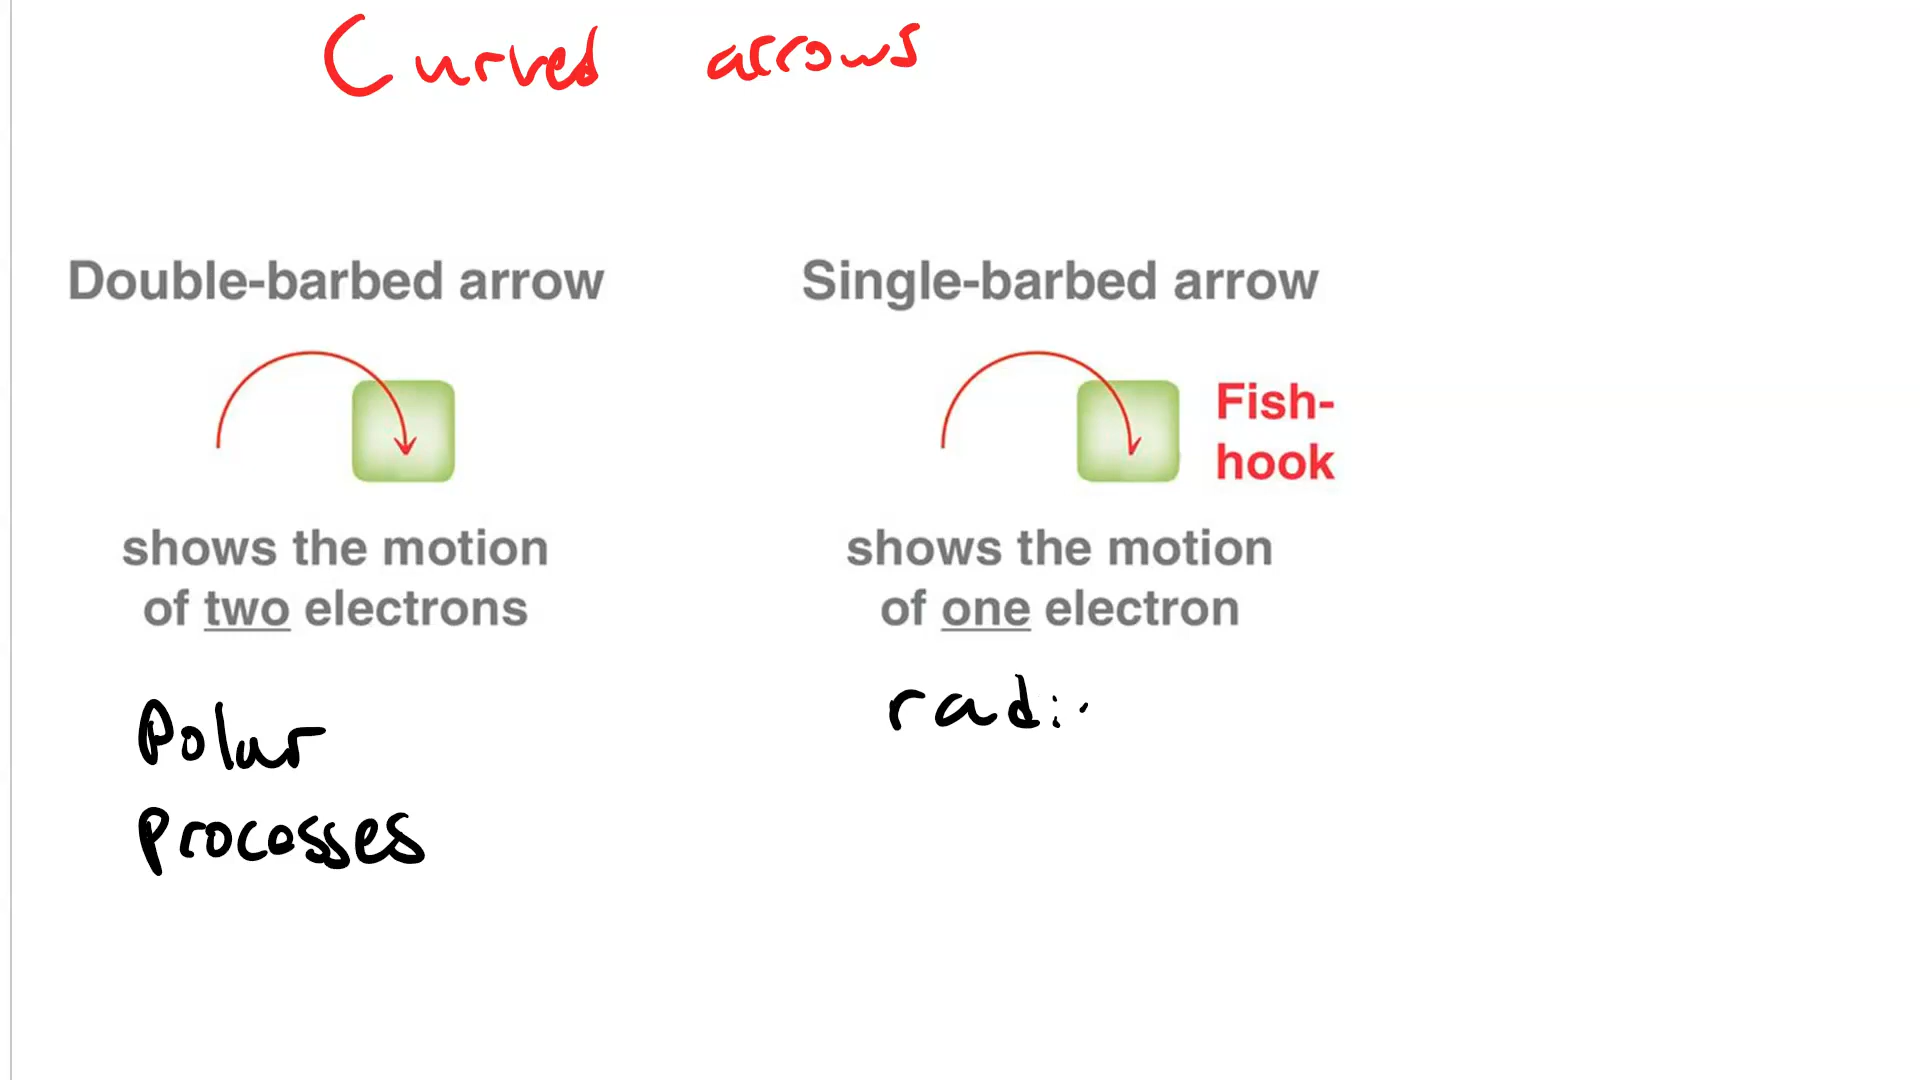 Curved arrows
Double-barbed arrow
shows the motion
of two electrons
Polar
processes
Single-barbed arrow
Fish-
hook
shows the motion
of one electron
radi